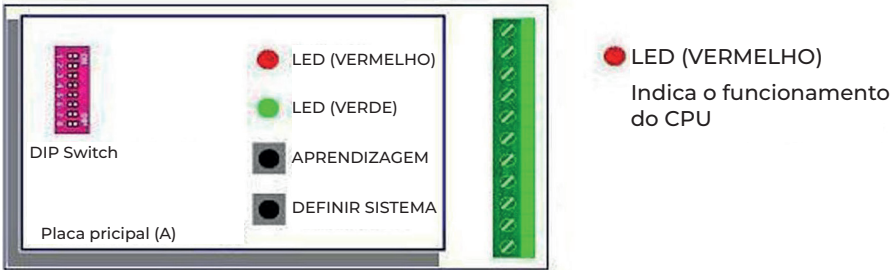 LED (VERMELHO)
LED (VERDE)
DIP Switch
APRENDIZAGEM
DEFINIR SISTEMA
Placa pricipal (A)
LED (VERMELHO)
Indica o funcionamento
do CPU